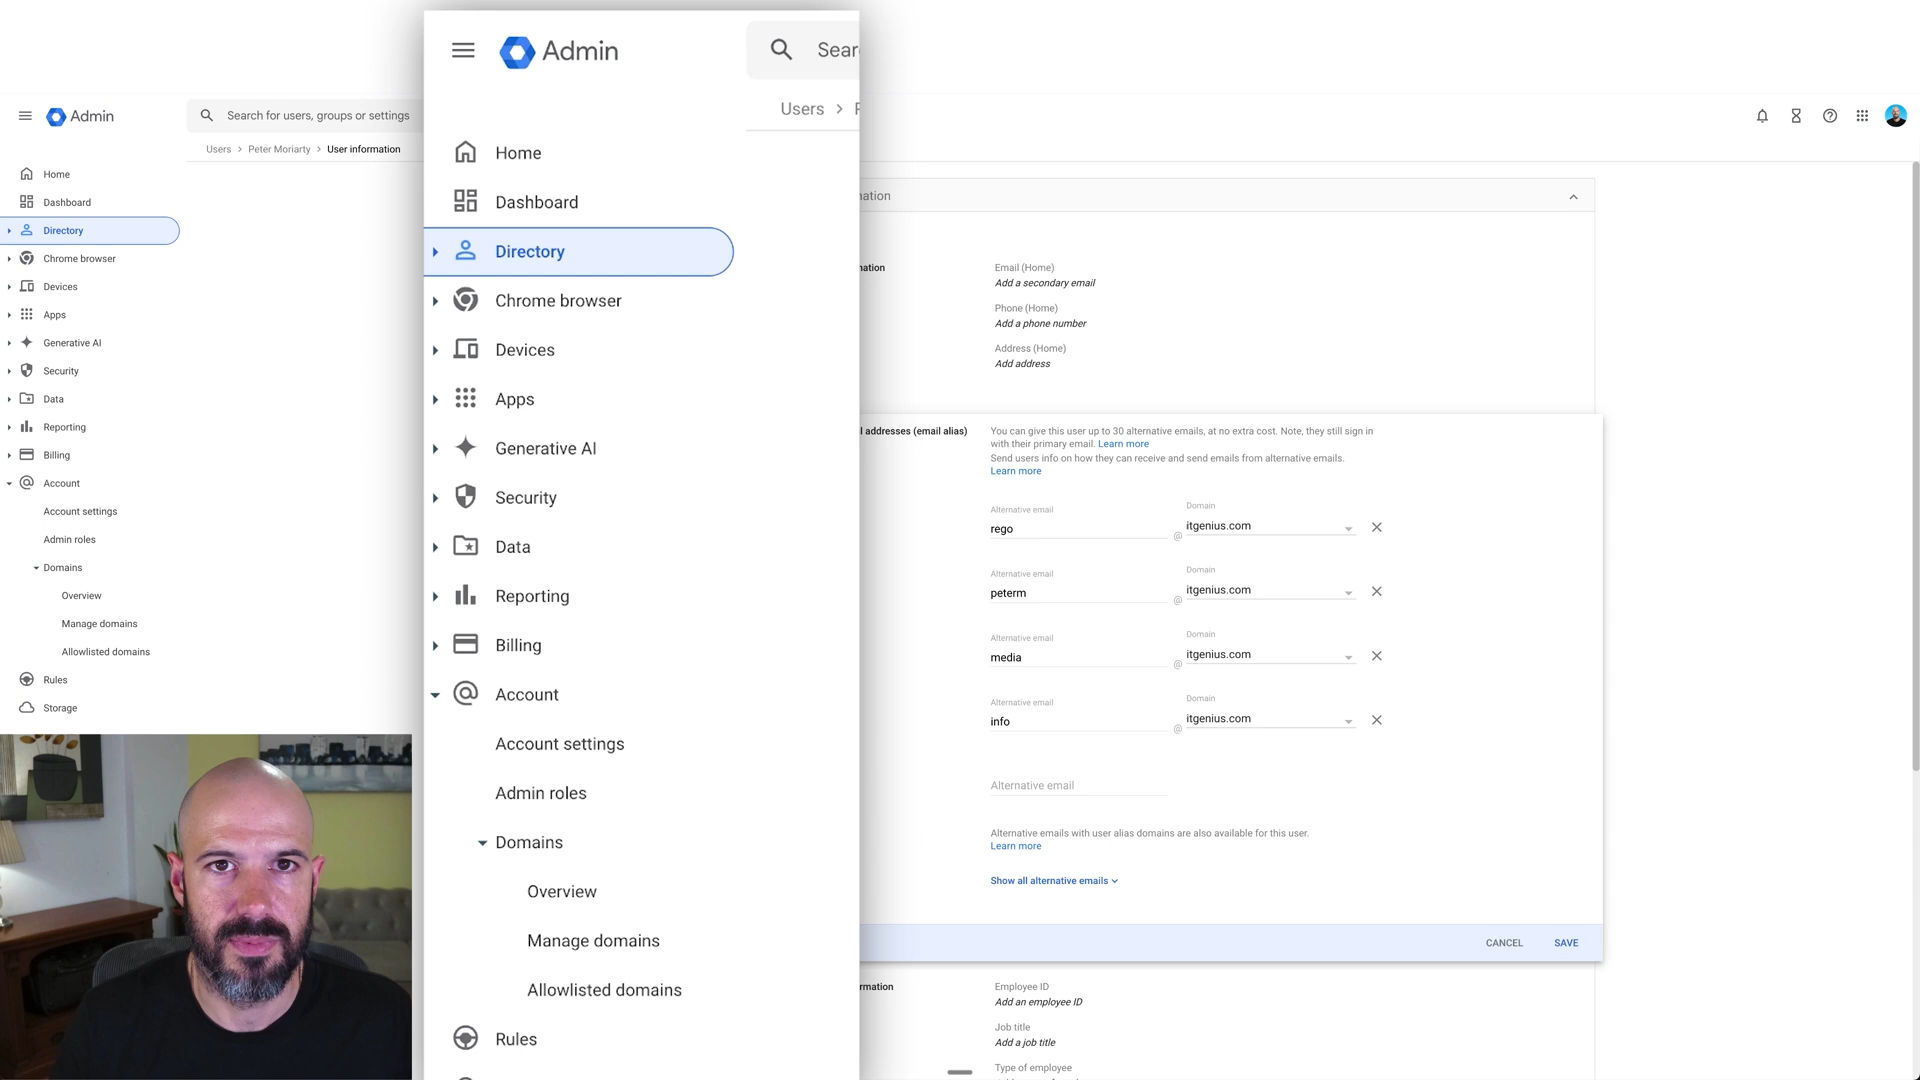 Admin
Search for users, groups or settings
Users > Peter Moriarty > User information
Home
Dashboard
Directory
Chrome browser
Devices
Apps
Generative AI
Security
Data
Reporting
Billing
Account
Account settings
Admin roles
Domains
Overview
Manage domains
Allowlisted domains
Rules
Storage
Admin
Sear
Users >
Home
Dashboard
Directory
Chrome browser
Devices
Apps
Generative AI
Security
Data
Reporting
Billing
Account
Account settings
Admin roles
Domains
Overview
Manage domains
Allowlisted domains
Rules
nation
nation
Email (Home)
Add a secondary email
Phone (Home)
Add a phone number
Address (Home)
Add address
l addresses (email alias)
You can give this user up to 30 alternative emails, at no extra cost. Note, they still sign in
with their primary email. Learn more
Send users info on how they can receive and send emails from alternative emails.
Learn more
Alternative email
Domain
rego @ itgenius.com
Alternative email
Domain
peterm @ itgenius.com
Alternative email
Domain
media @ itgenius.com
Alternative email
Domain
info @ itgenius.com
Alternative email
Alternative emails with user alias domains are also available for this user.
Learn more
Show all alternative emails
CANCEL SAVE
rmation
Employee ID
Add an employee ID
Job title
Add a job title
Type of employee